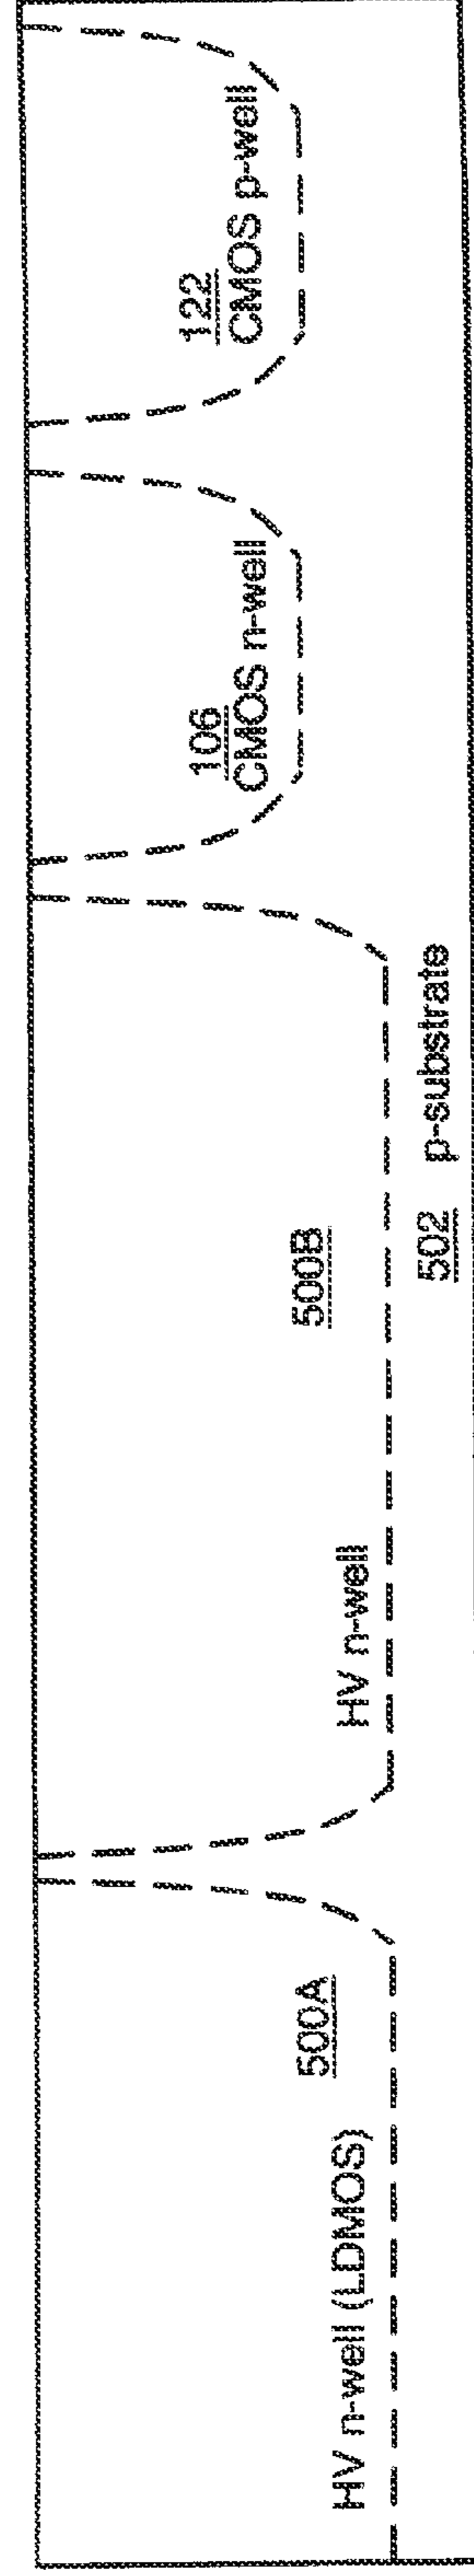 HV n-well (LDMOS)
500A
HV n-well
500B
502 p-substrate
106
CMOS n-well
122
CMOS p-well